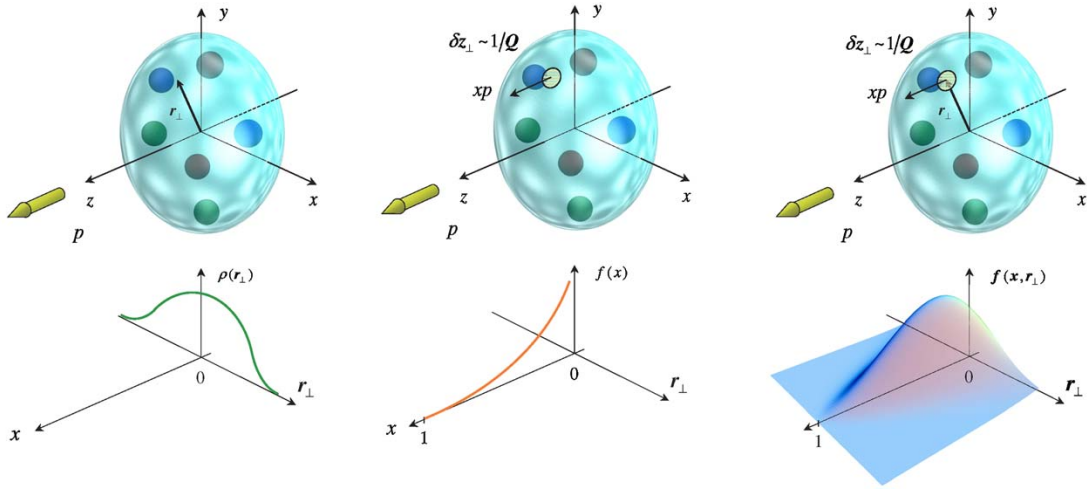 y
r⊥
z
x
p
y
δz⊥ ~ 1/Q
xp
z
x
p
y
δz⊥ ~ 1/Q
xp
r⊥
z
x
p
ρ(r⊥)
0
r⊥
x
f(x)
0
r⊥
x
1
f(x, r⊥)
0
r⊥
1
x